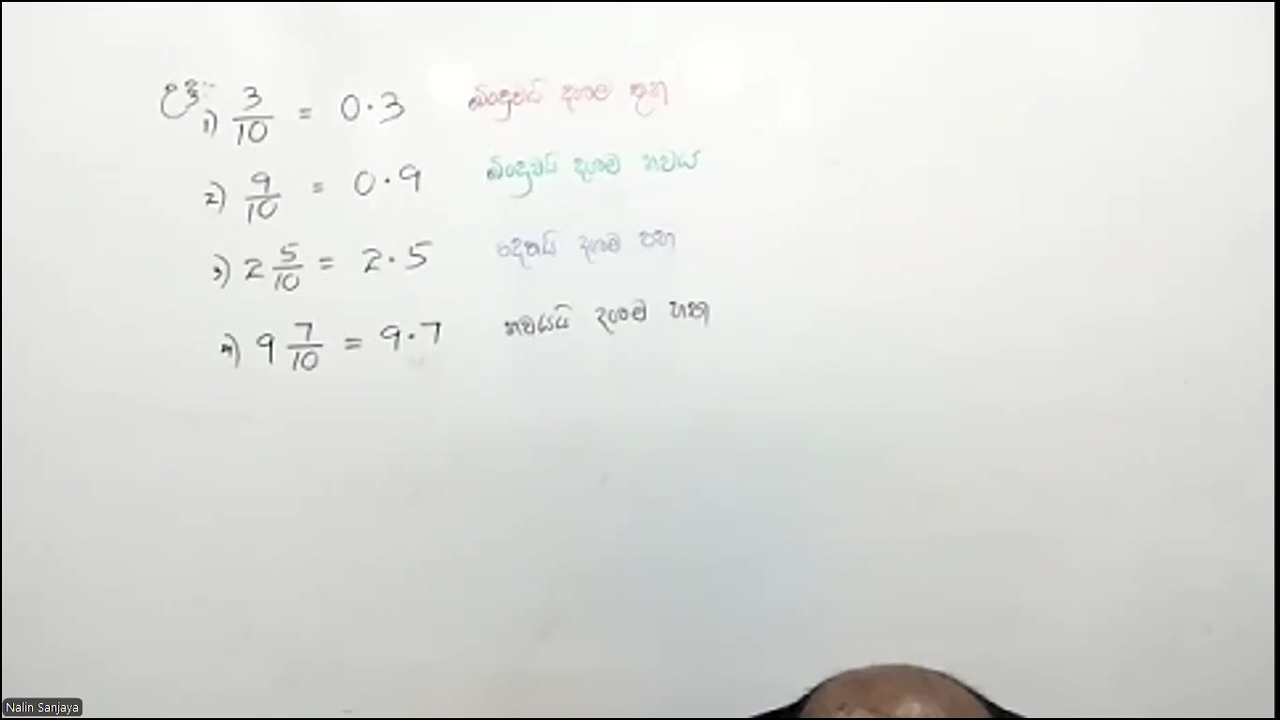 උදා:-
1) 3/10 = 0.3 බිංදුවයි දශම තුන
2) 9/10 = 0.9 බිංදුවයි දශම නවය
3) 2 5/10 = 2.5 දෙකයි දශම පහ
4) 9 7/10 = 9.7 නවයයි දශම හත
Nalin Sanjaya